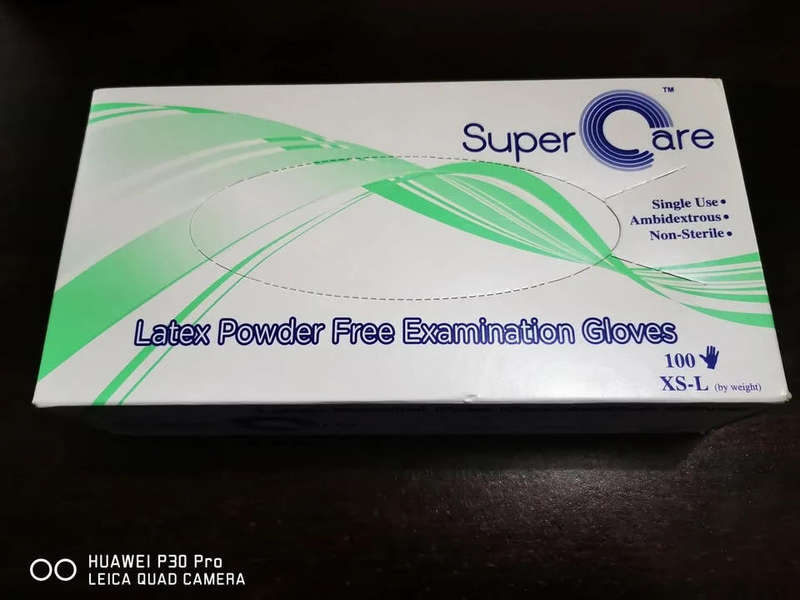 Super Care ™
Single Use •
Ambidextrous •
Non-Sterile •
Latex Powder Free Examination Gloves
100
XS-L (by weight)
HUAWEI P30 Pro
LEICA QUAD CAMERA